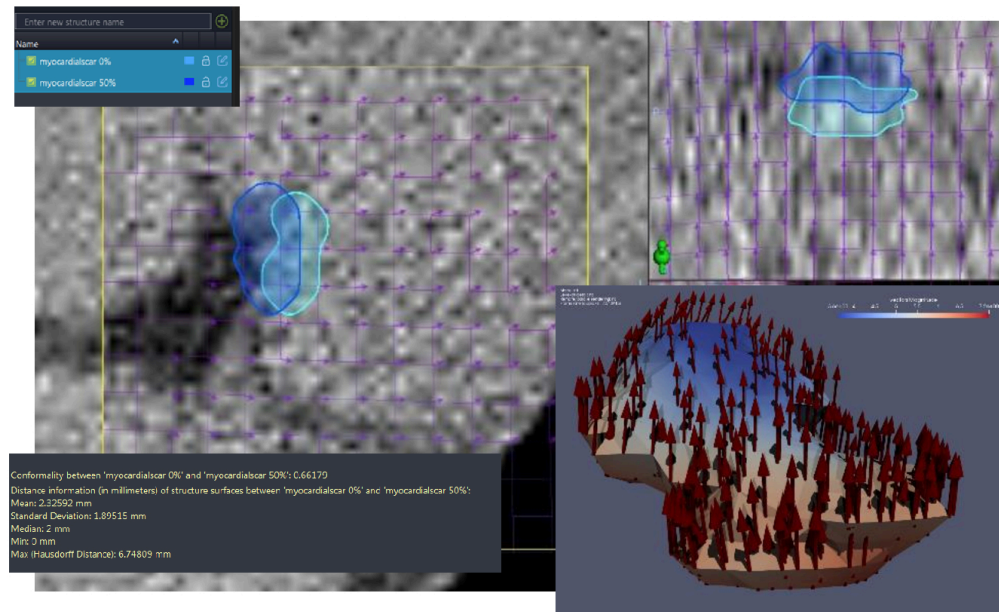 Enter new structure name
Name
myocardialscar 0%
myocardialscar 50%
Conformality between 'myocardialscar 0%' and 'myocardialscar 50%': 0.66179
Distance information (in millimeters) of structure surfaces between 'myocardialscar 0%' and 'myocardialscar 50%':
Mean: 2.32592 mm
Standard Deviation: 1.89515 mm
Median: 2 mm
Min: 0 mm
Max (Hausdorff Distance): 6.74809 mm